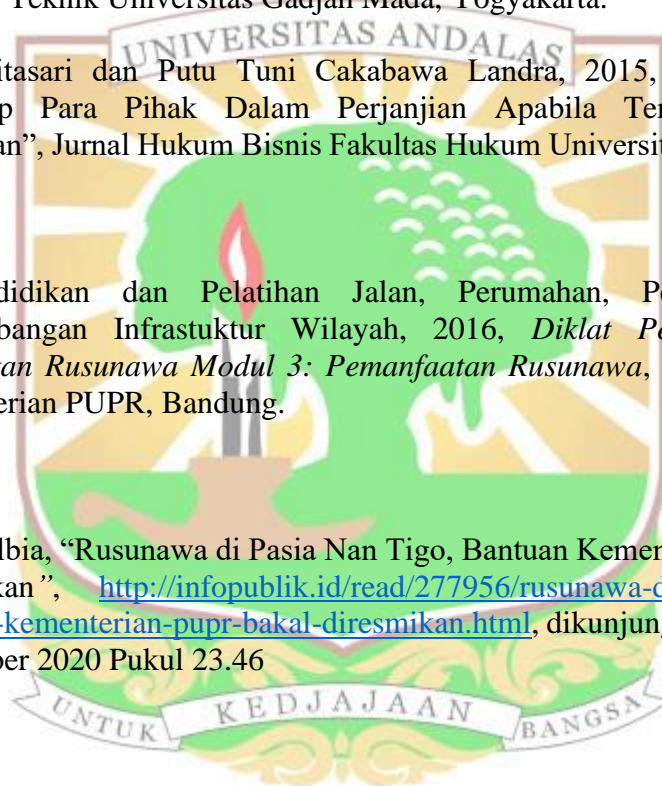 Teknik Universitas Gadjah Mada, Yogyakarta.
UNIVERSITAS ANDALAS
itasari dan Putu Tuni Cakabawa Landra, 2015,
p Para Pihak Dalam Perjanjian Apabila Ter
an”, Jurnal Hukum Bisnis Fakultas Hukum Universit
didikan dan Pelatihan Jalan, Perumahan, Pe
bangan Infrastuktur Wilayah, 2016, Diklat Pe
an Rusunawa Modul 3: Pemanfaatan Rusunawa,
erian PUPR, Bandung.
lbia, “Rusunawa di Pasia Nan Tigo, Bantuan Kemen
kan”, http://infopublik.id/read/277956/rusunawa-d
-kementerian-pupr-bakal-diresmikan.html, dikunjung
ber 2020 Pukul 23.46
UNTUK KEDJAJAAN BANGSA